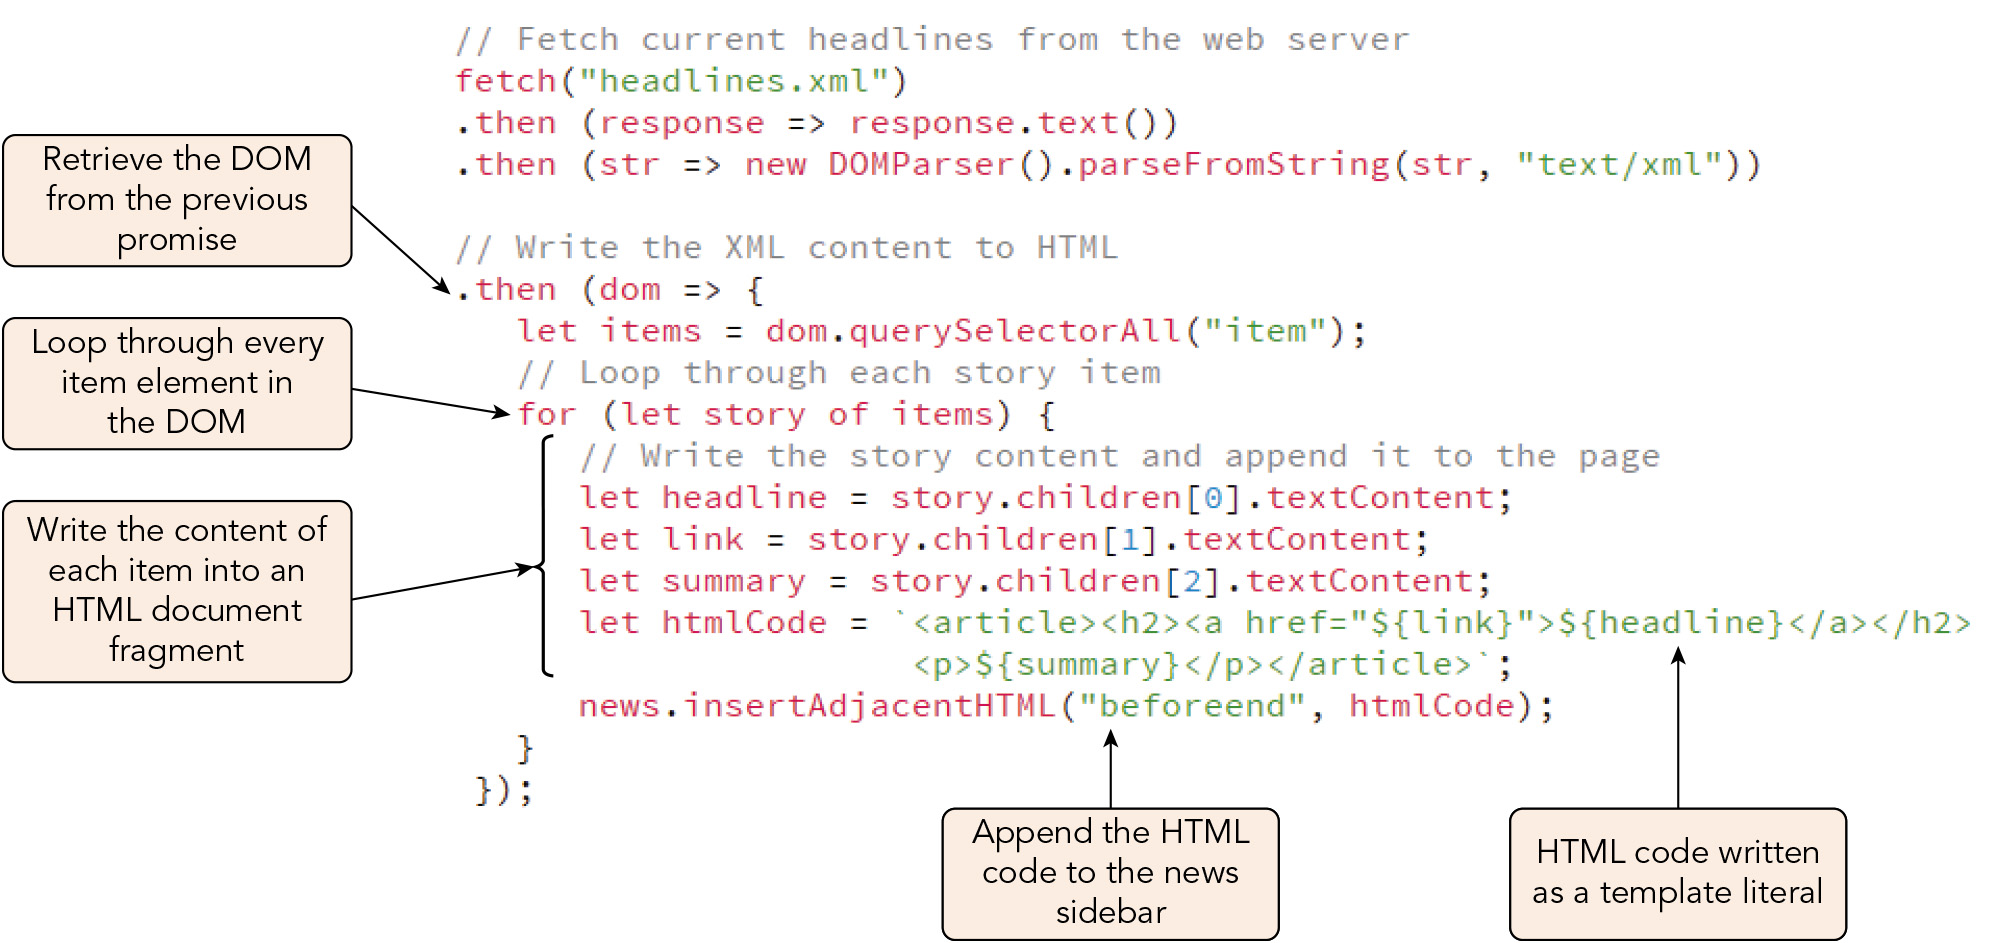 // Fetch current headlines from the web server
fetch("headlines.xml")
.then (response => response.text())
.then (str => new DOMParser().parseFromString(str, "text/xml"))
Retrieve the DOM
from the previous
promise
// Write the XML content to HTML
.then (dom => {
let items = dom.querySelectorAll("item");
Loop through every
item element in
the DOM
// Loop through each story item
for (let story of items) {
Write the content of
each item into an
HTML document
fragment
// Write the story content and append it to the page
let headline = story.children[0].textContent;
let link = story.children[1].textContent;
let summary = story.children[2].textContent;
let htmlCode = `<article><h2><a href="${link}">${headline}</a></h2>
<p>${summary}</p></article>`;
news.insertAdjacentHTML("beforeend", htmlCode);
}
});
Append the HTML
code to the news
sidebar
HTML code written
as a template literal